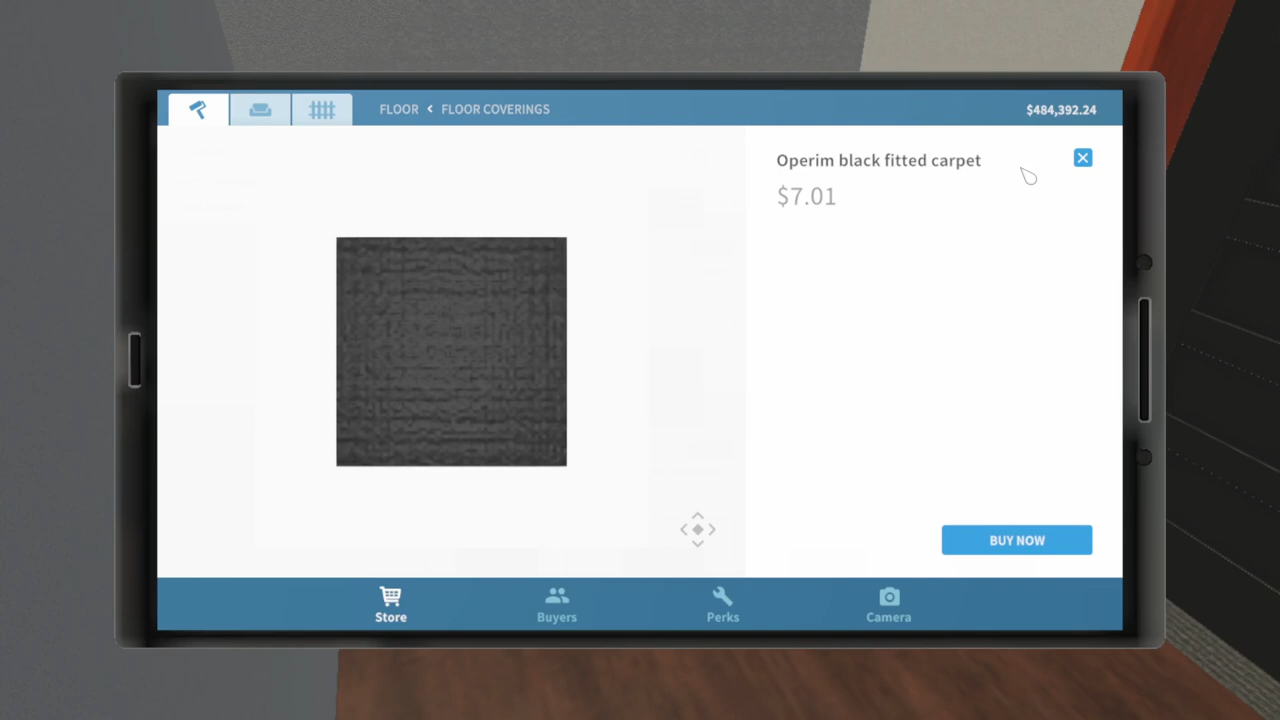 FLOOR < FLOOR COVERINGS
$484,392.24
Operim black fitted carpet
$7.01
BUY NOW
Store
Buyers
Perks
Camera